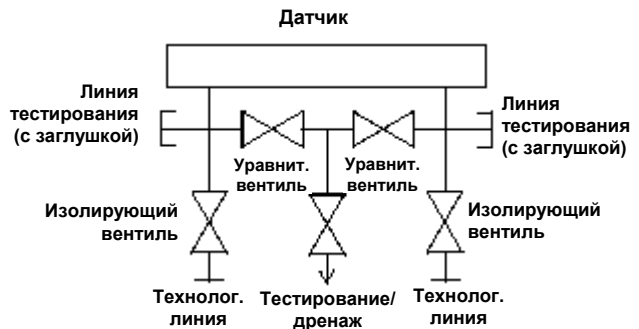 Датчик
Линия
тестирования
(с заглушкой)
Линия
тестирования
(с заглушкой)
Уравнит.
вентиль
Уравнит.
вентиль
Изолирующий
вентиль
Изолирующий
вентиль
Технолог.
линия
Тестирование/
дренаж
Технолог.
линия